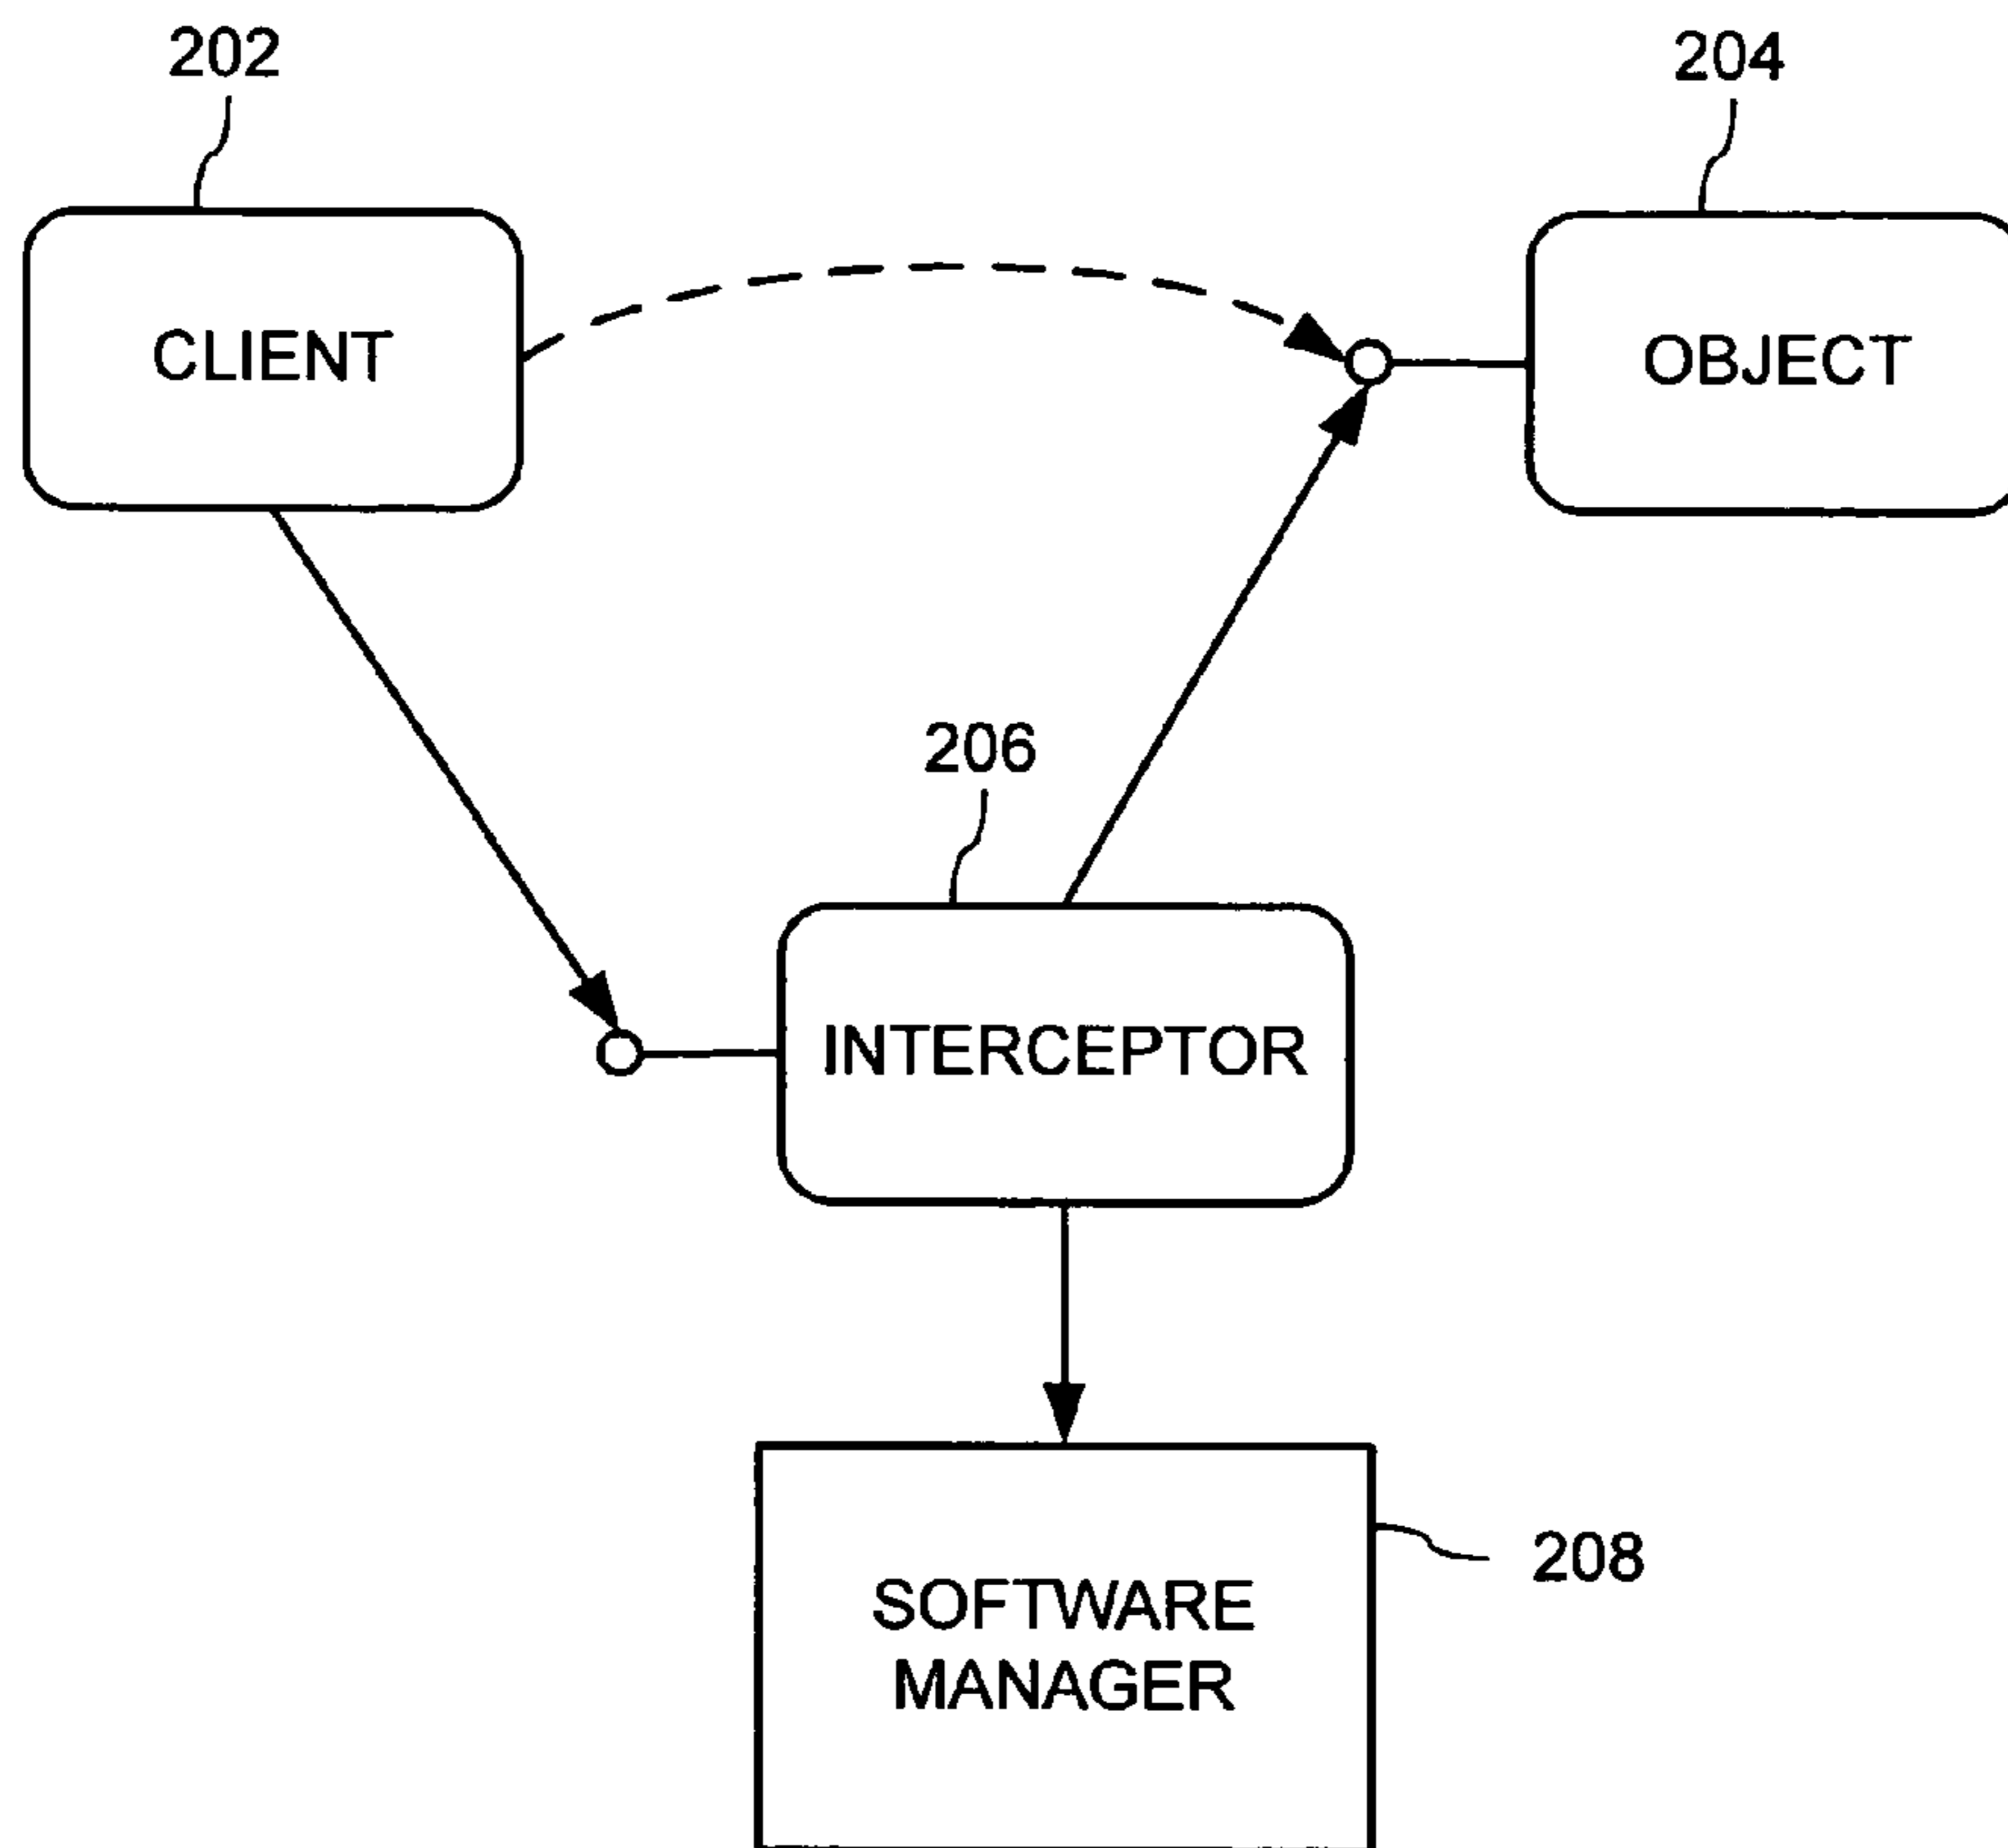 202
204
CLIENT
OBJECT
206
INTERCEPTOR
208
SOFTWARE
MANAGER